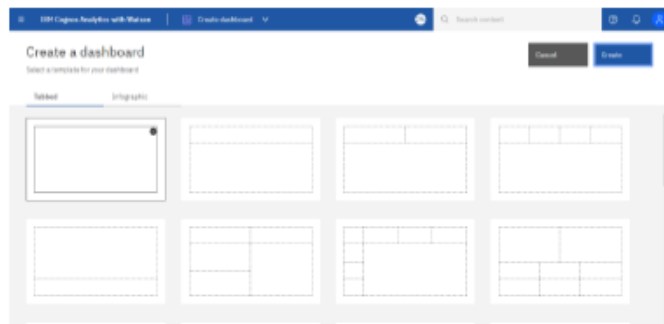 IBM Cognos Analytics with Watson
Create dashboard
Search content
Create a dashboard
Select a template for your dashboard
Cancel
Create
Tabbed
Infographic